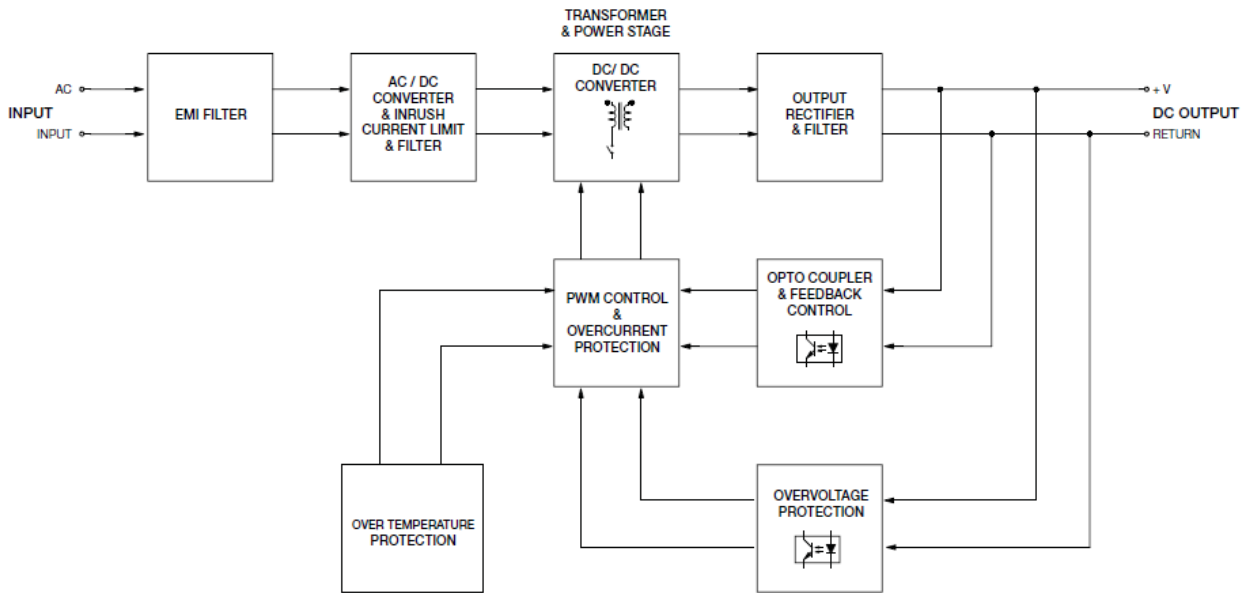 TRANSFORMER
& POWER STAGE
AC
INPUT
INPUT
EMI FILTER
AC / DC
CONVERTER
& INRUSH
CURRENT LIMIT
& FILTER
DC/ DC
CONVERTER
OUTPUT
RECTIFIER
& FILTER
+ V
DC OUTPUT
RETURN
PWM CONTROL
&
OVERCURRENT
PROTECTION
OPTO COUPLER
& FEEDBACK
CONTROL
OVER TEMPERATURE
PROTECTION
OVERVOLTAGE
PROTECTION